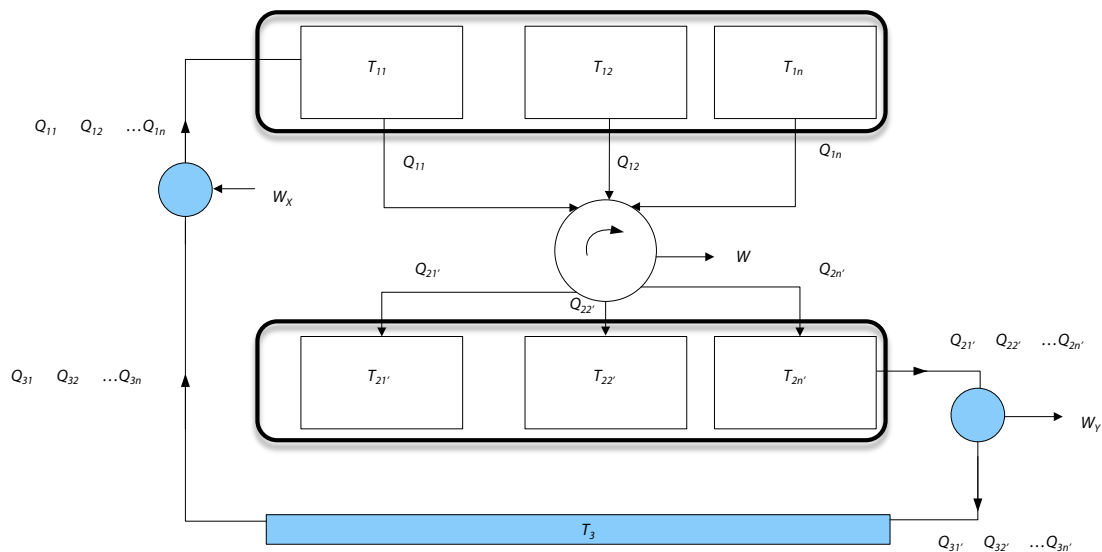 T11 T12 T1n
Q11 Q12 …Q1n
Q11 Q12 Q1n
WX
W
Q21′ Q22′ Q2n′
Q21′ Q22′ …Q2n′
Q31 Q32 …Q3n
T21′ T22′ T2n′
WY
T3
Q31′ Q32′ …Q3n′